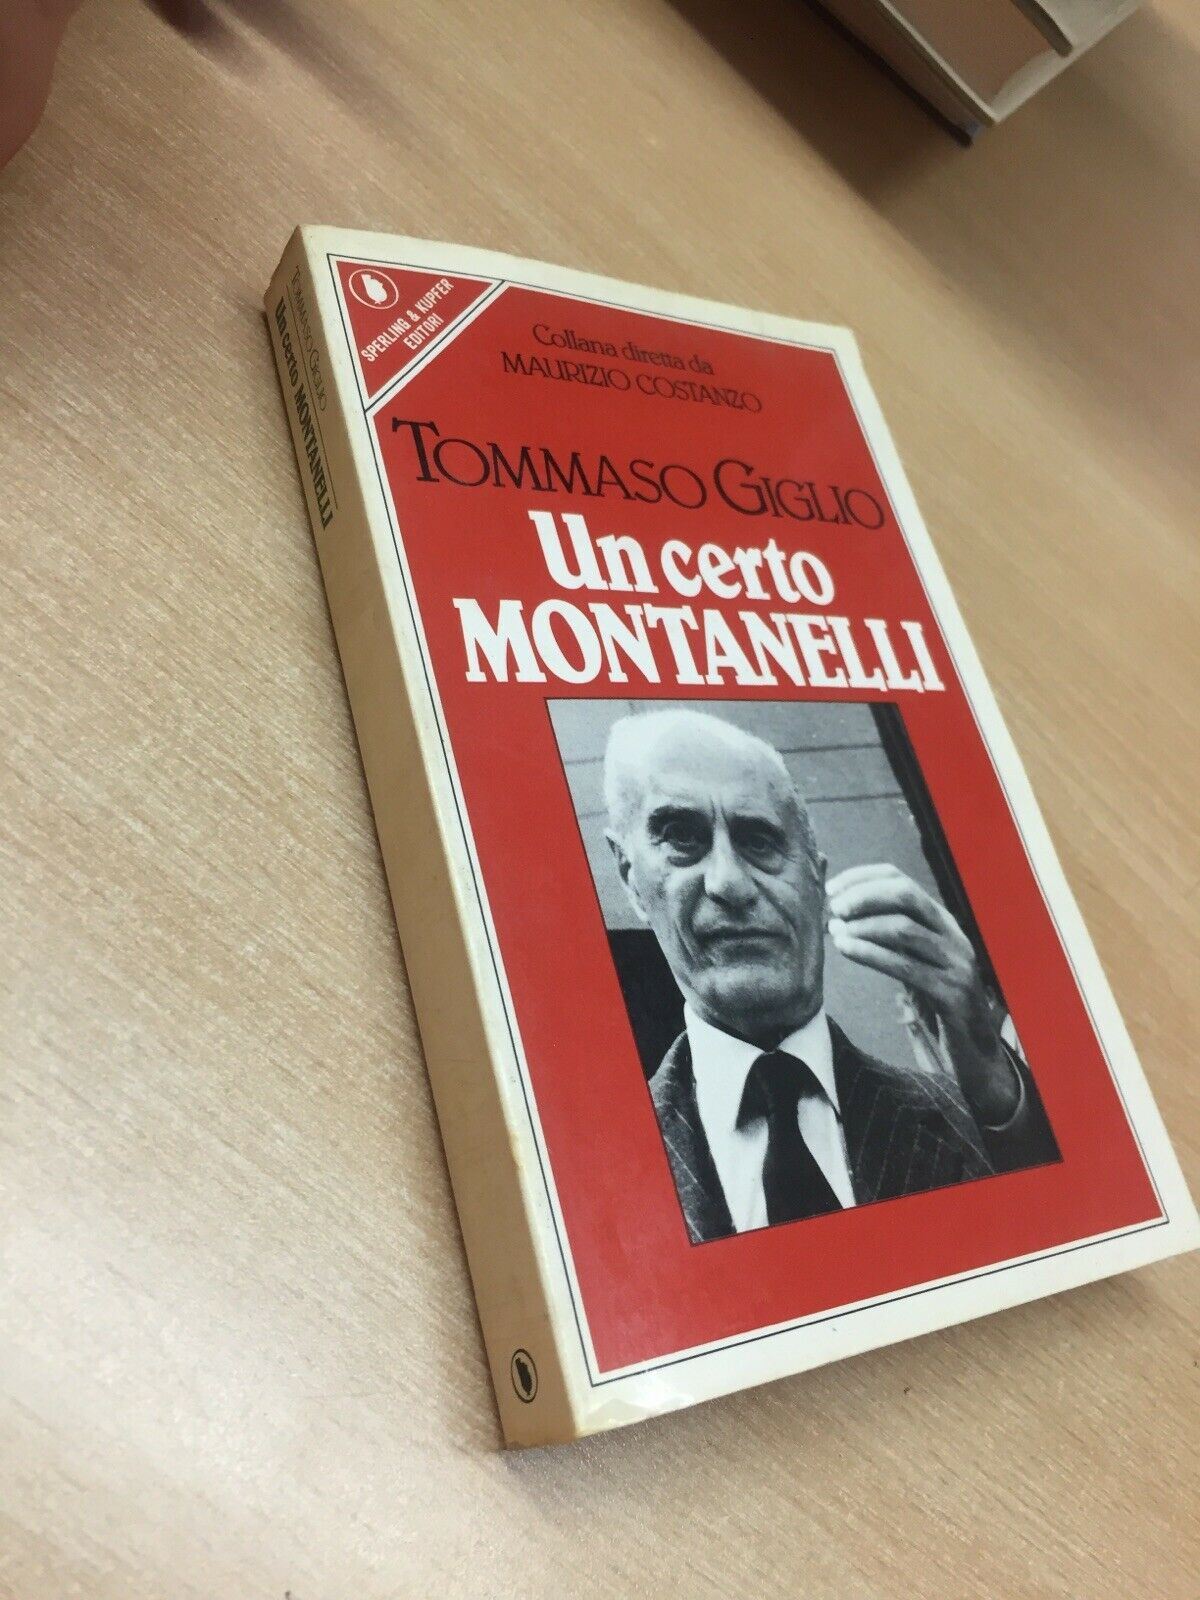 SPERLING & KUPFER
EDITORI
Collana diretta da
MAURIZIO COSTANZO
TOMMASO GIGLIO
Un certo
MONTANELLI
TOMMASO GIGLIO
Un certo MONTANELLI